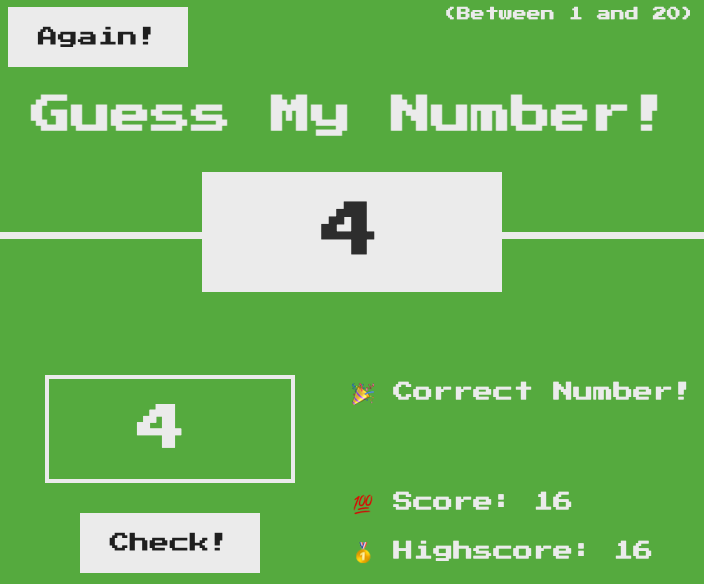 Again!
(Between 1 and 20)
Guess My Number!
4
4
🎉 Correct Number!
💯 Score: 16
Check!
🥇 Highscore: 16